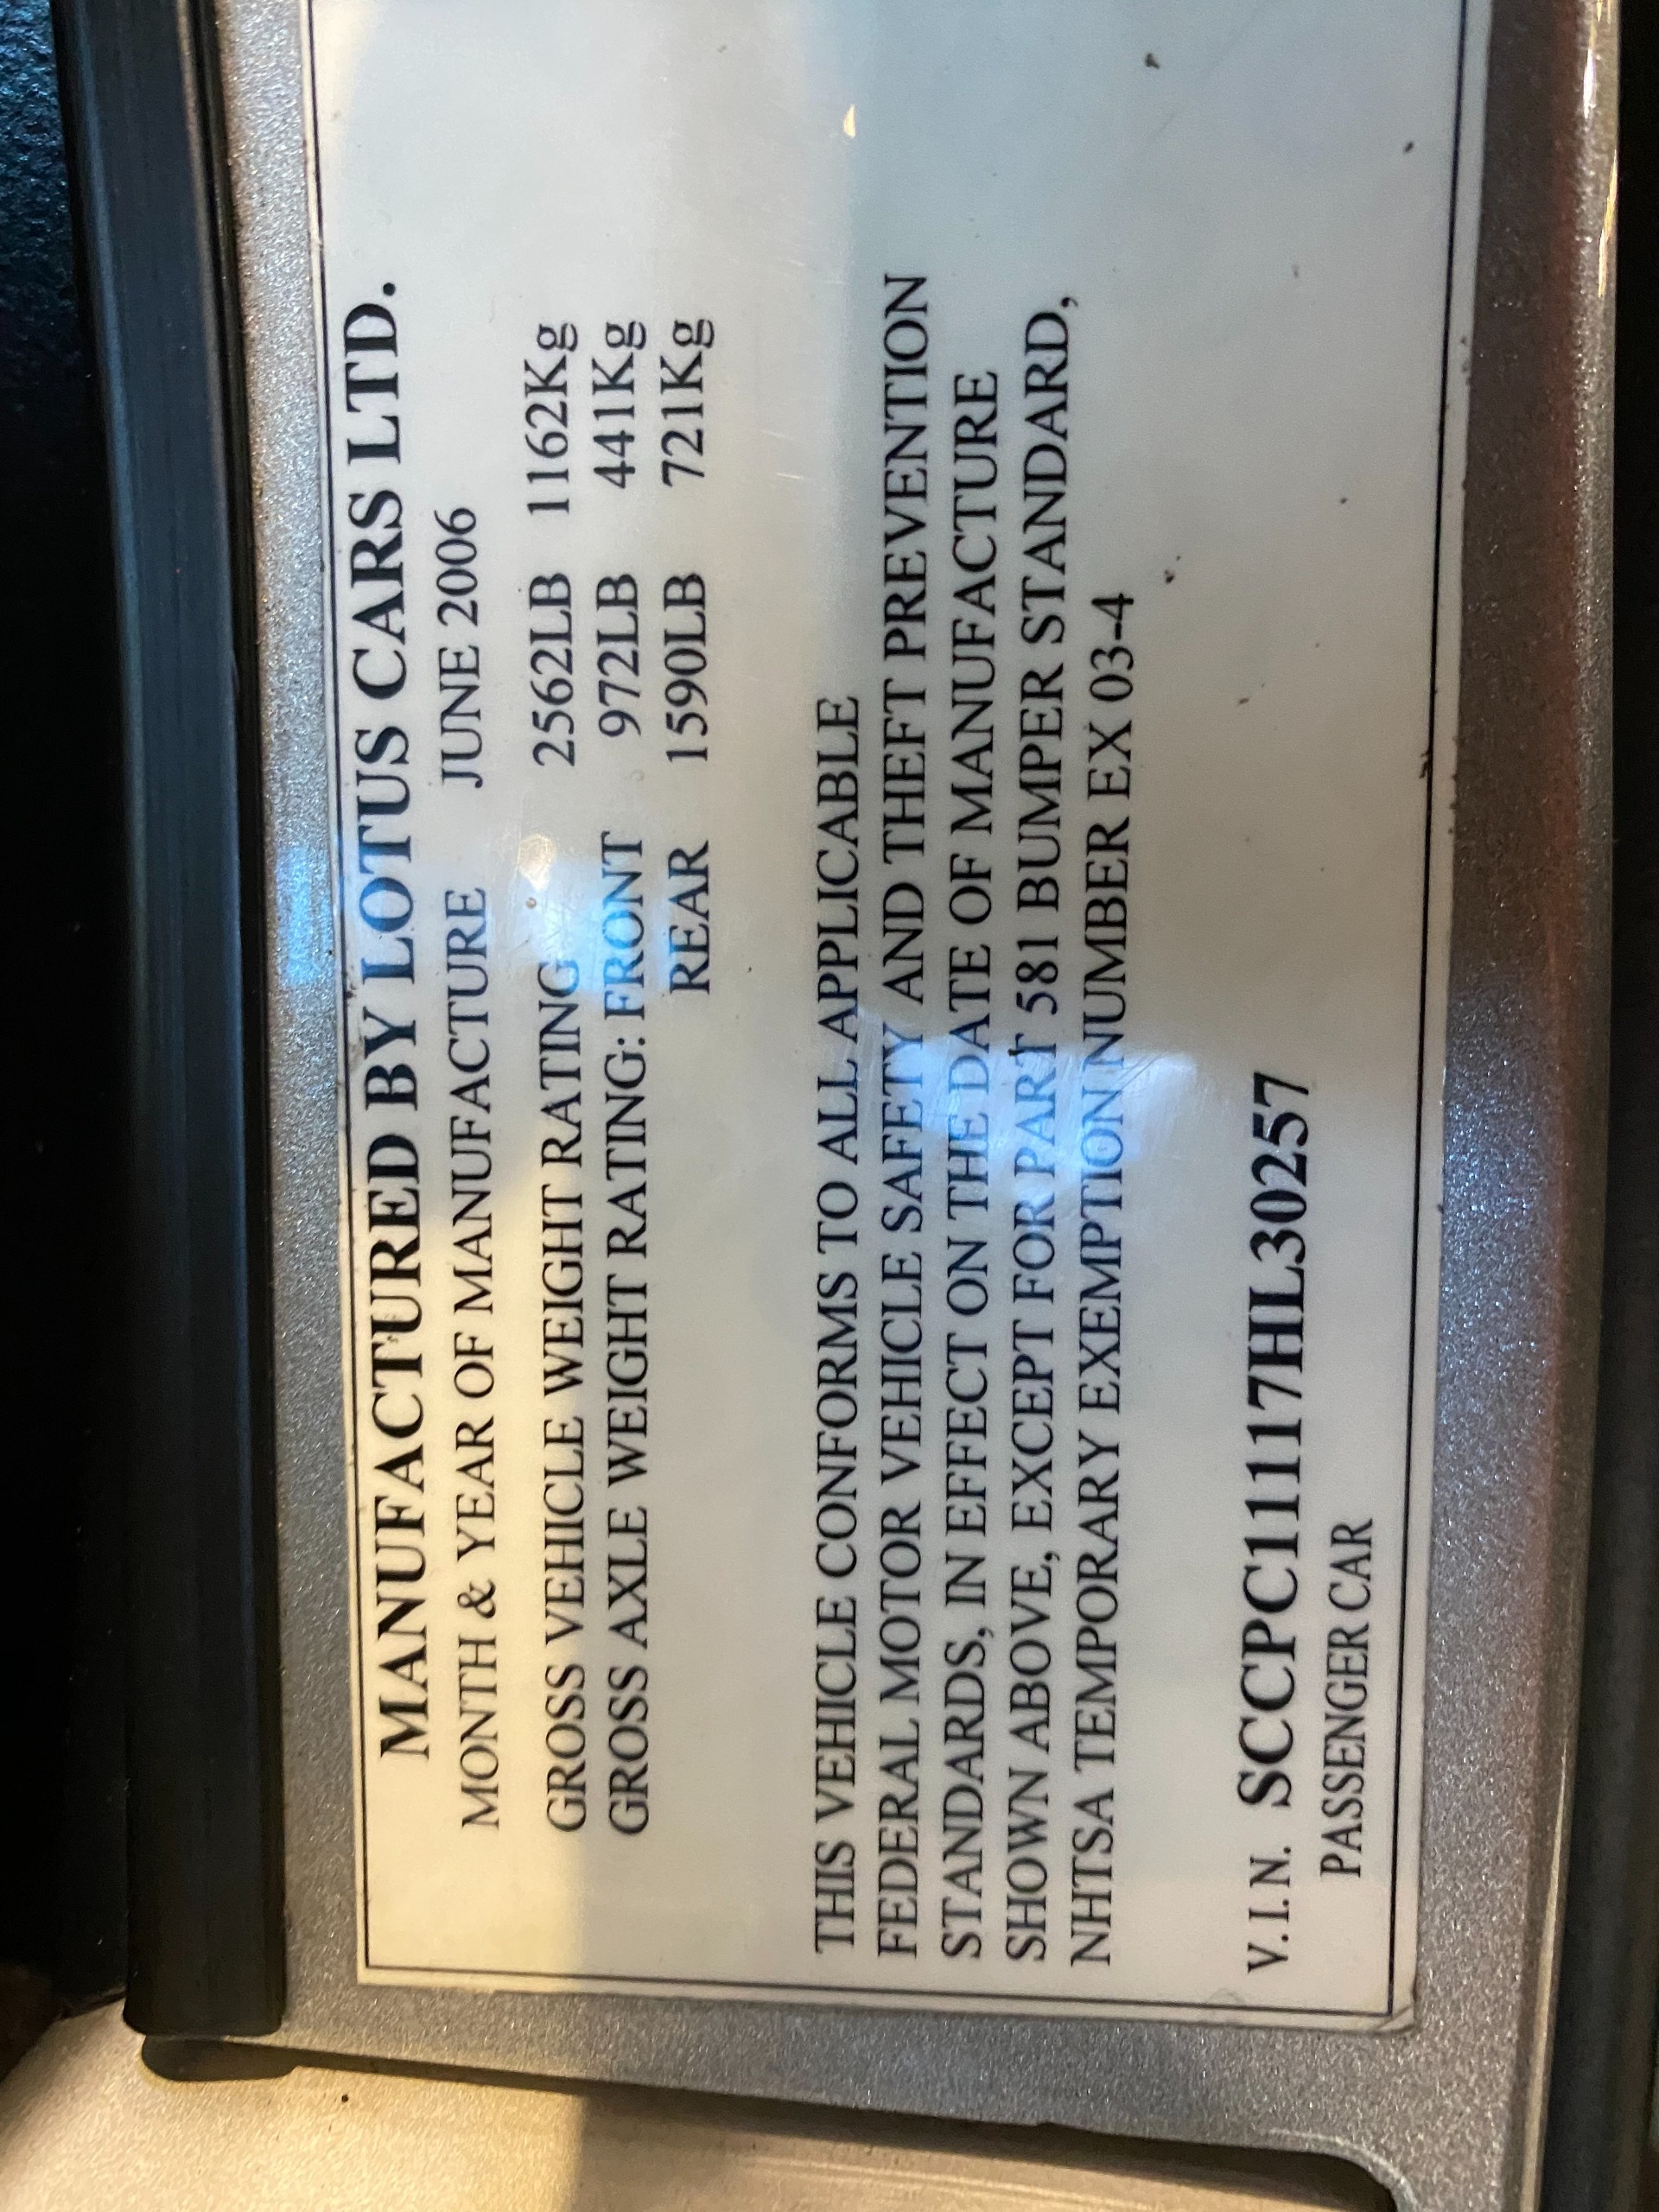 MANUFACTURED BY LOTUS CARS LTD.
MONTH & YEAR OF MANUFACTURE JUNE 2006
GROSS VEHICLE WEIGHT RATING 2562LB 1162Kg
GROSS AXLE WEIGHT RATING: FRONT 972LB 441Kg
REAR 1590LB 721Kg
THIS VEHICLE CONFORMS TO ALL APPLICABLE
FEDERAL MOTOR VEHICLE SAFETY AND THEFT PREVENTION
STANDARDS, IN EFFECT ON THE DATE OF MANUFACTURE
SHOWN ABOVE, EXCEPT FOR PART 581 BUMPER STANDARD,
NHTSA TEMPORARY EXEMPTION NUMBER EX 03-4
V.I.N. SCCPC1117HL30257
PASSENGER CAR